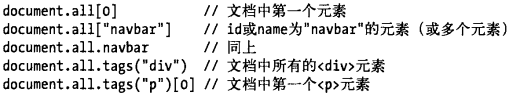 document.all[0] // 文档中第一个元素
document.all["navbar"] // id或name为"navbar"的元素（或多个元素）
document.all.navbar // 同上
document.all.tags("div") // 文档中所有的<div>元素
document.all.tags("p")[0] // 文档中第一个<p>元素